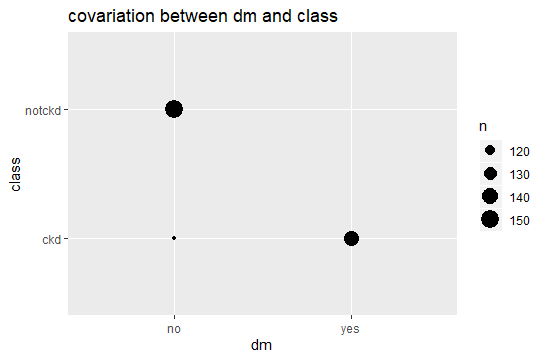 covariation between dm and class
notckd
ckd
class
no
yes
dm
n
120
130
140
150